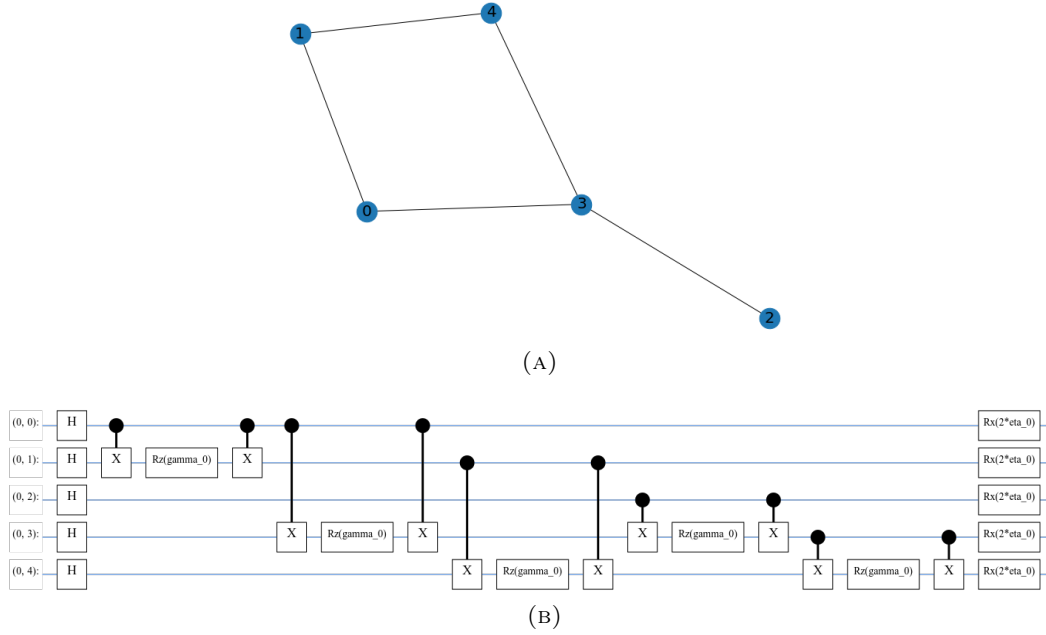 4
1
3
0
2
(A)
(0, 0): H Rx(2*eta_0)
(0, 1): H X Rz(gamma_0) X Rx(2*eta_0)
(0, 2): H Rx(2*eta_0)
(0, 3): H X Rz(gamma_0) X X Rz(gamma_0) X Rx(2*eta_0)
(0, 4): H X Rz(gamma_0) X X Rz(gamma_0) X Rx(2*eta_0)
(B)